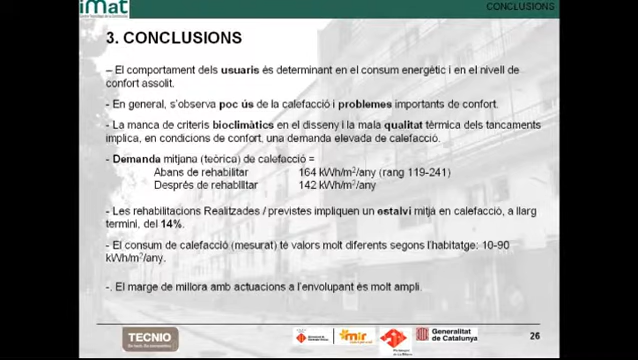 iMat
CONCLUSIONS
3. CONCLUSIONS
– El comportament dels usuaris és determinant en el consum energètic i en el nivell de
confort assolit.
- En general, s'observa poc ús de la calefacció i problemes importants de confort.
- La manca de criteris bioclimàtics en el disseny i la mala qualitat tèrmica dels tancaments
implica, en condicions de confort, una demanda elevada de calefacció.
- Demanda mitjana (teòrica) de calefacció =
Abans de rehabilitar 164 kWh/m²/any (rang 119-241)
Després de rehabilitar 142 kWh/m²/any
- Les rehabilitacions Realitzades / previstes impliquen un estalvi mitjà en calefacció, a llarg
termini, del 14%.
- El consum de calefacció (mesurat) té valors molt diferents segons l'habitatge: 10-90
kWh/m²/any.
-. El marge de millora amb actuacions a l'envolupant és molt ampli.
TECNIO
mir
Generalitat
de Catalunya
26